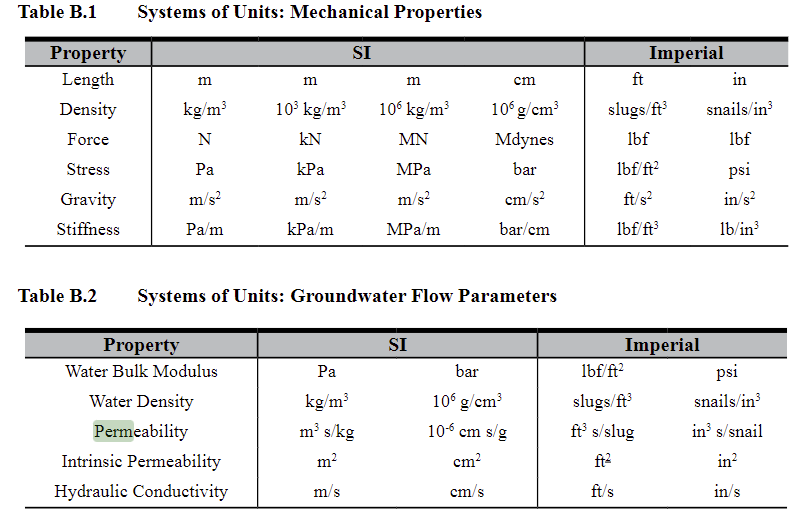 Table B.1 Systems of Units: Mechanical Properties
Property SI Imperial
Length m m m cm ft in
Density kg/m³ 10³ kg/m³ 10⁶ kg/m³ 10⁶ g/cm³ slugs/ft³ snails/in³
Force N kN MN Mdynes lbf lbf
Stress Pa kPa MPa bar lbf/ft² psi
Gravity m/s² m/s² m/s² cm/s² ft/s² in/s²
Stiffness Pa/m kPa/m MPa/m bar/cm lbf/ft³ lb/in³
Table B.2 Systems of Units: Groundwater Flow Parameters
Property SI Imperial
Water Bulk Modulus Pa bar lbf/ft² psi
Water Density kg/m³ 10⁶ g/cm³ slugs/ft³ snails/in³
Permeability m³ s/kg 10⁻⁶ cm s/g ft³ s/slug in³ s/snail
Intrinsic Permeability m² cm² ft² in²
Hydraulic Conductivity m/s cm/s ft/s in/s